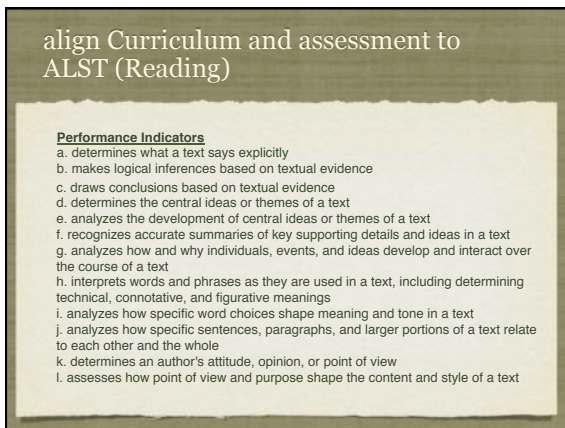 align Curriculum and assessment to
ALST (Reading)
Performance Indicators
a. determines what a text says explicitly
b. makes logical inferences based on textual evidence
c. draws conclusions based on textual evidence
d. determines the central ideas or themes of a text
e. analyzes the development of central ideas or themes of a text
f. recognizes accurate summaries of key supporting details and ideas in a text
g. analyzes how and why individuals, events, and ideas develop and interact over
the course of a text
h. interprets words and phrases as they are used in a text, including determining
technical, connotative, and figurative meanings
i. analyzes how specific word choices shape meaning and tone in a text
j. analyzes how specific sentences, paragraphs, and larger portions of a text relate
to each other and the whole
k. determines an author's attitude, opinion, or point of view
l. assesses how point of view and purpose shape the content and style of a text